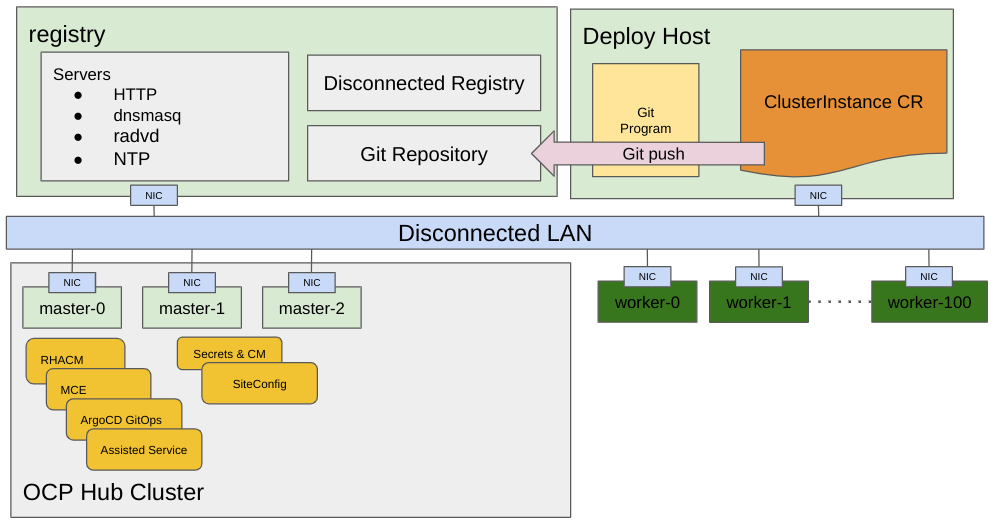 registry
Servers
● HTTP
● dnsmasq
● radvd
● NTP
Disconnected Registry
Git Repository
NIC
Deploy Host
Git
Program
ClusterInstance CR
Git push
NIC
Disconnected LAN
NIC
master-0
NIC
master-1
NIC
master-2
NIC
worker-0
NIC
worker-1
NIC
worker-100
RHACM
MCE
ArgoCD GitOps
Assisted Service
Secrets & CM
SiteConfig
OCP Hub Cluster